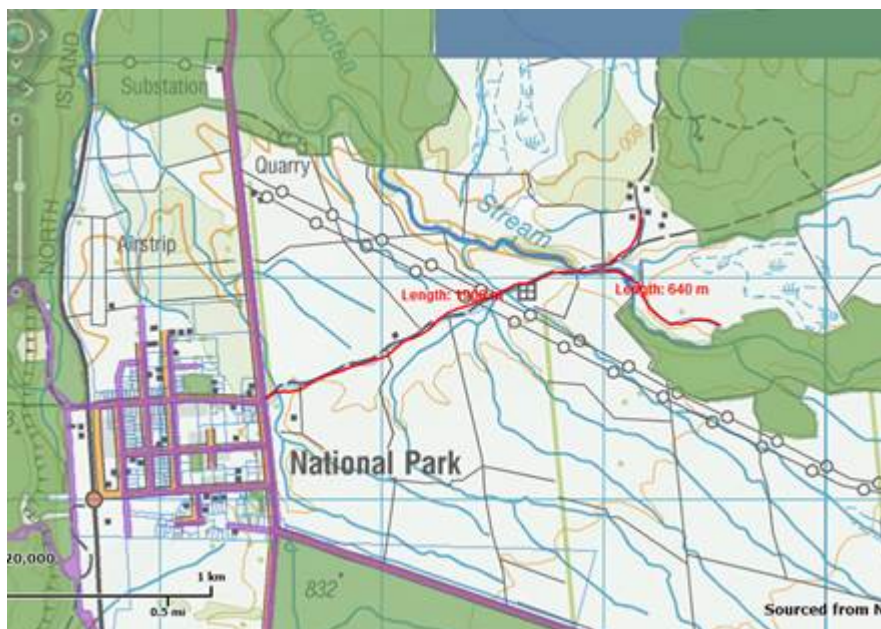 ISLAND
Substation
Quarry
Stream
NORTH
Airstrip
800
Length: 640 m
National Park
20,000
1 km
0.5 mi
832
Sourced from N